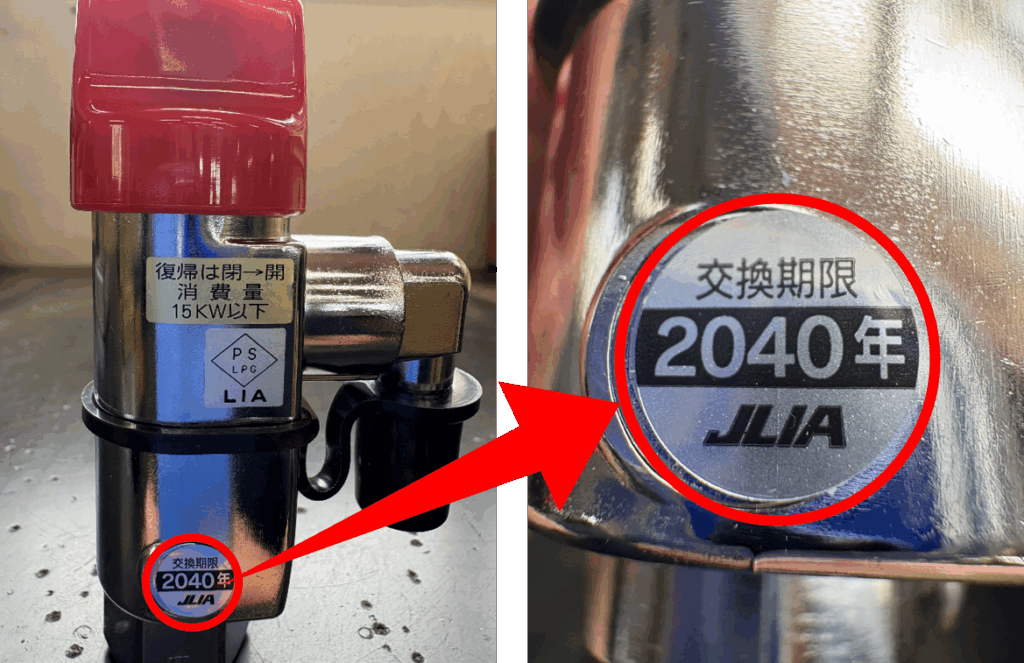 復帰は閉→開
消費量
15KW以下
PS
LPG
LIA
交換期限
2040年
JLIA
交換期限
2040年
JLIA